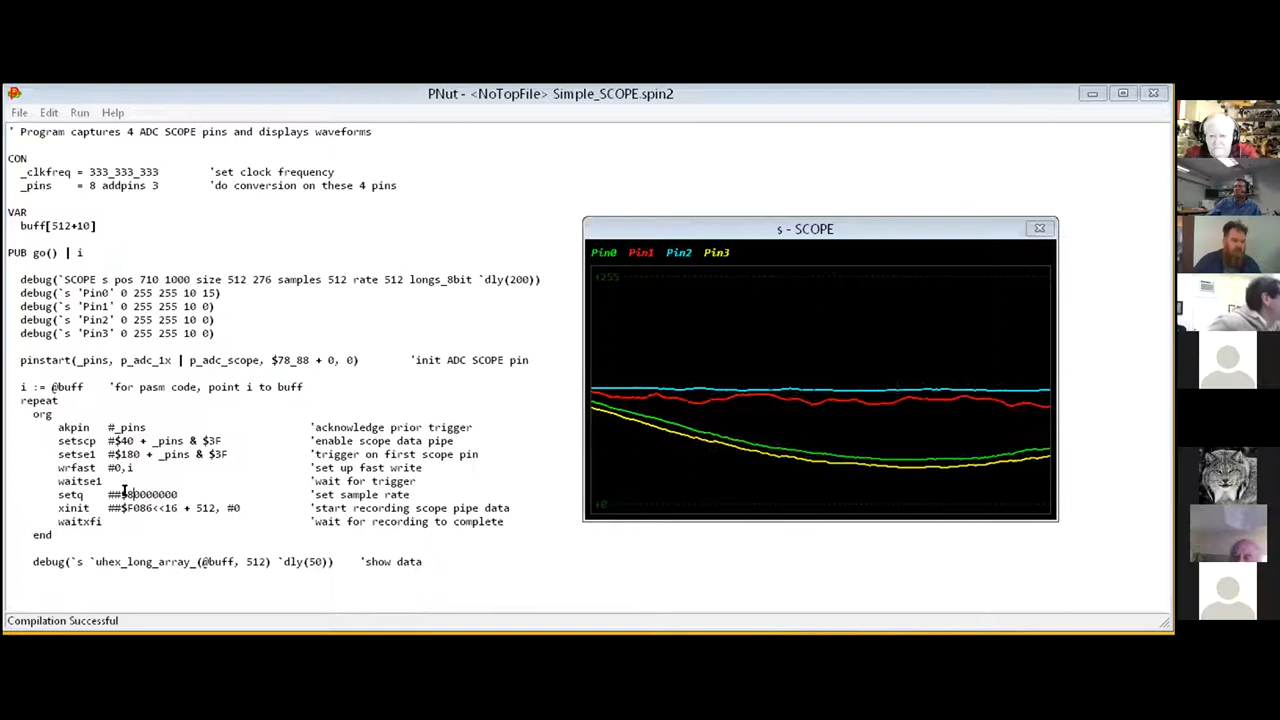 PNut - <NoTopFile> Simple_SCOPE.spin2
File Edit Run Help
' Program captures 4 ADC SCOPE pins and displays waveforms
CON
_clkfreq = 333_333_333 'set clock frequency
_pins = 8 addpins 3 'do conversion on these 4 pins
VAR
buff[512+10]
PUB go() | i
debug(`SCOPE s pos 710 1000 size 512 276 samples 512 rate 512 longs_8bit `dly(200))
debug(`s 'Pin0' 0 255 255 10 15)
debug(`s 'Pin1' 0 255 255 10 0)
debug(`s 'Pin2' 0 255 255 10 0)
debug(`s 'Pin3' 0 255 255 10 0)
pinstart(_pins, p_adc_1x | p_adc_scope, $78_88 + 0, 0) 'init ADC SCOPE pin
i := @buff 'for pasm code, point i to buff
repeat
org
akpin #_pins 'acknowledge prior trigger
setscp #$40 + _pins & $3F 'enable scope data pipe
setse1 #$180 + _pins & $3F 'trigger on first scope pin
wrfast #0,i 'set up fast write
waitse1 'wait for trigger
setq ##$80000000 'set sample rate
xinit ##$F086<<16 + 512, #0 'start recording scope pipe data
waitxfi 'wait for recording to complete
end
debug(`s `uhex_long_array_(@buff, 512) `dly(50)) 'show data
Compilation Successful
s - SCOPE
Pin0 Pin1 Pin2 Pin3
+255
+0